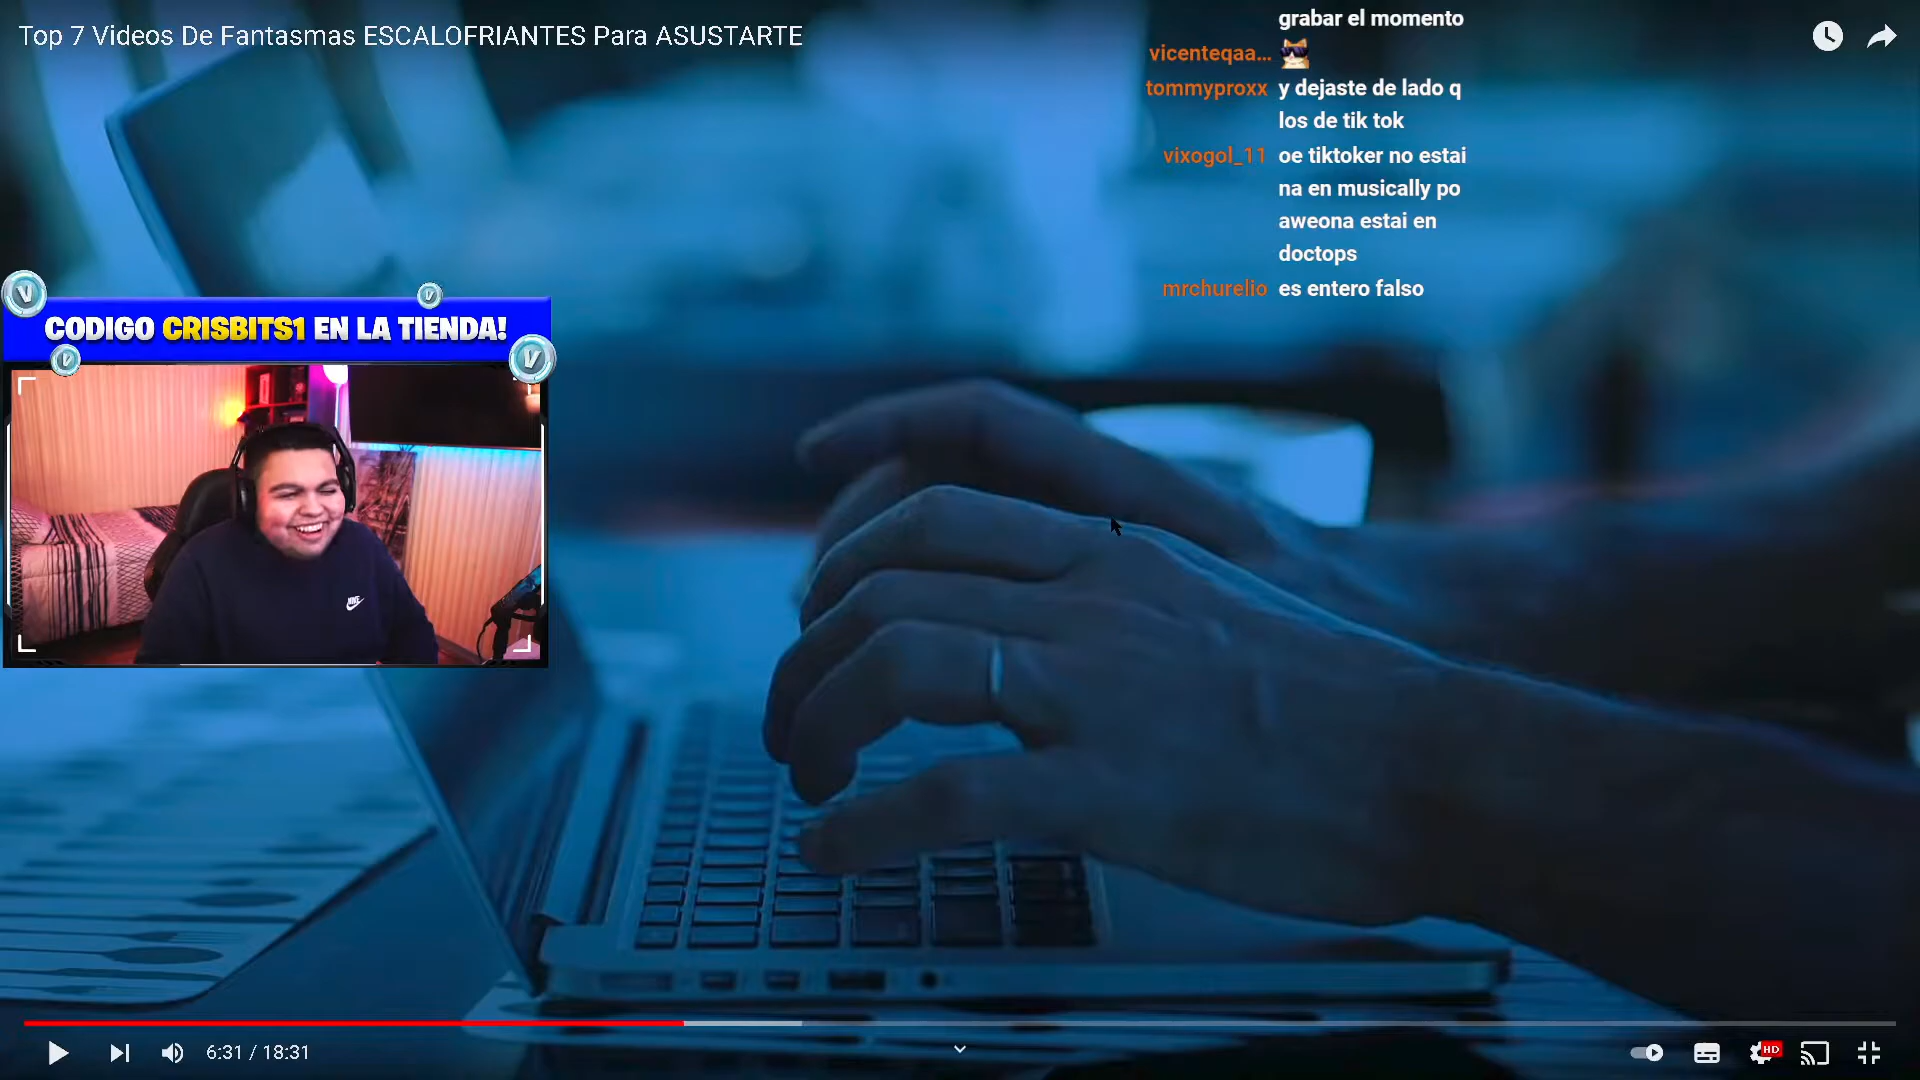 Top 7 Videos De Fantasmas ESCALOFRIANTES Para ASUSTARTE
grabar el momento
vicenteqaa...
tommyproxx y dejaste de lado q
los de tik tok
vixogol_11 oe tiktoker no estai
na en musically po
aweona estai en
doctops
mrchurelio es entero falso
CODIGO CRISBITS1 EN LA TIENDA!
NIKE
6:31 / 18:31
HD